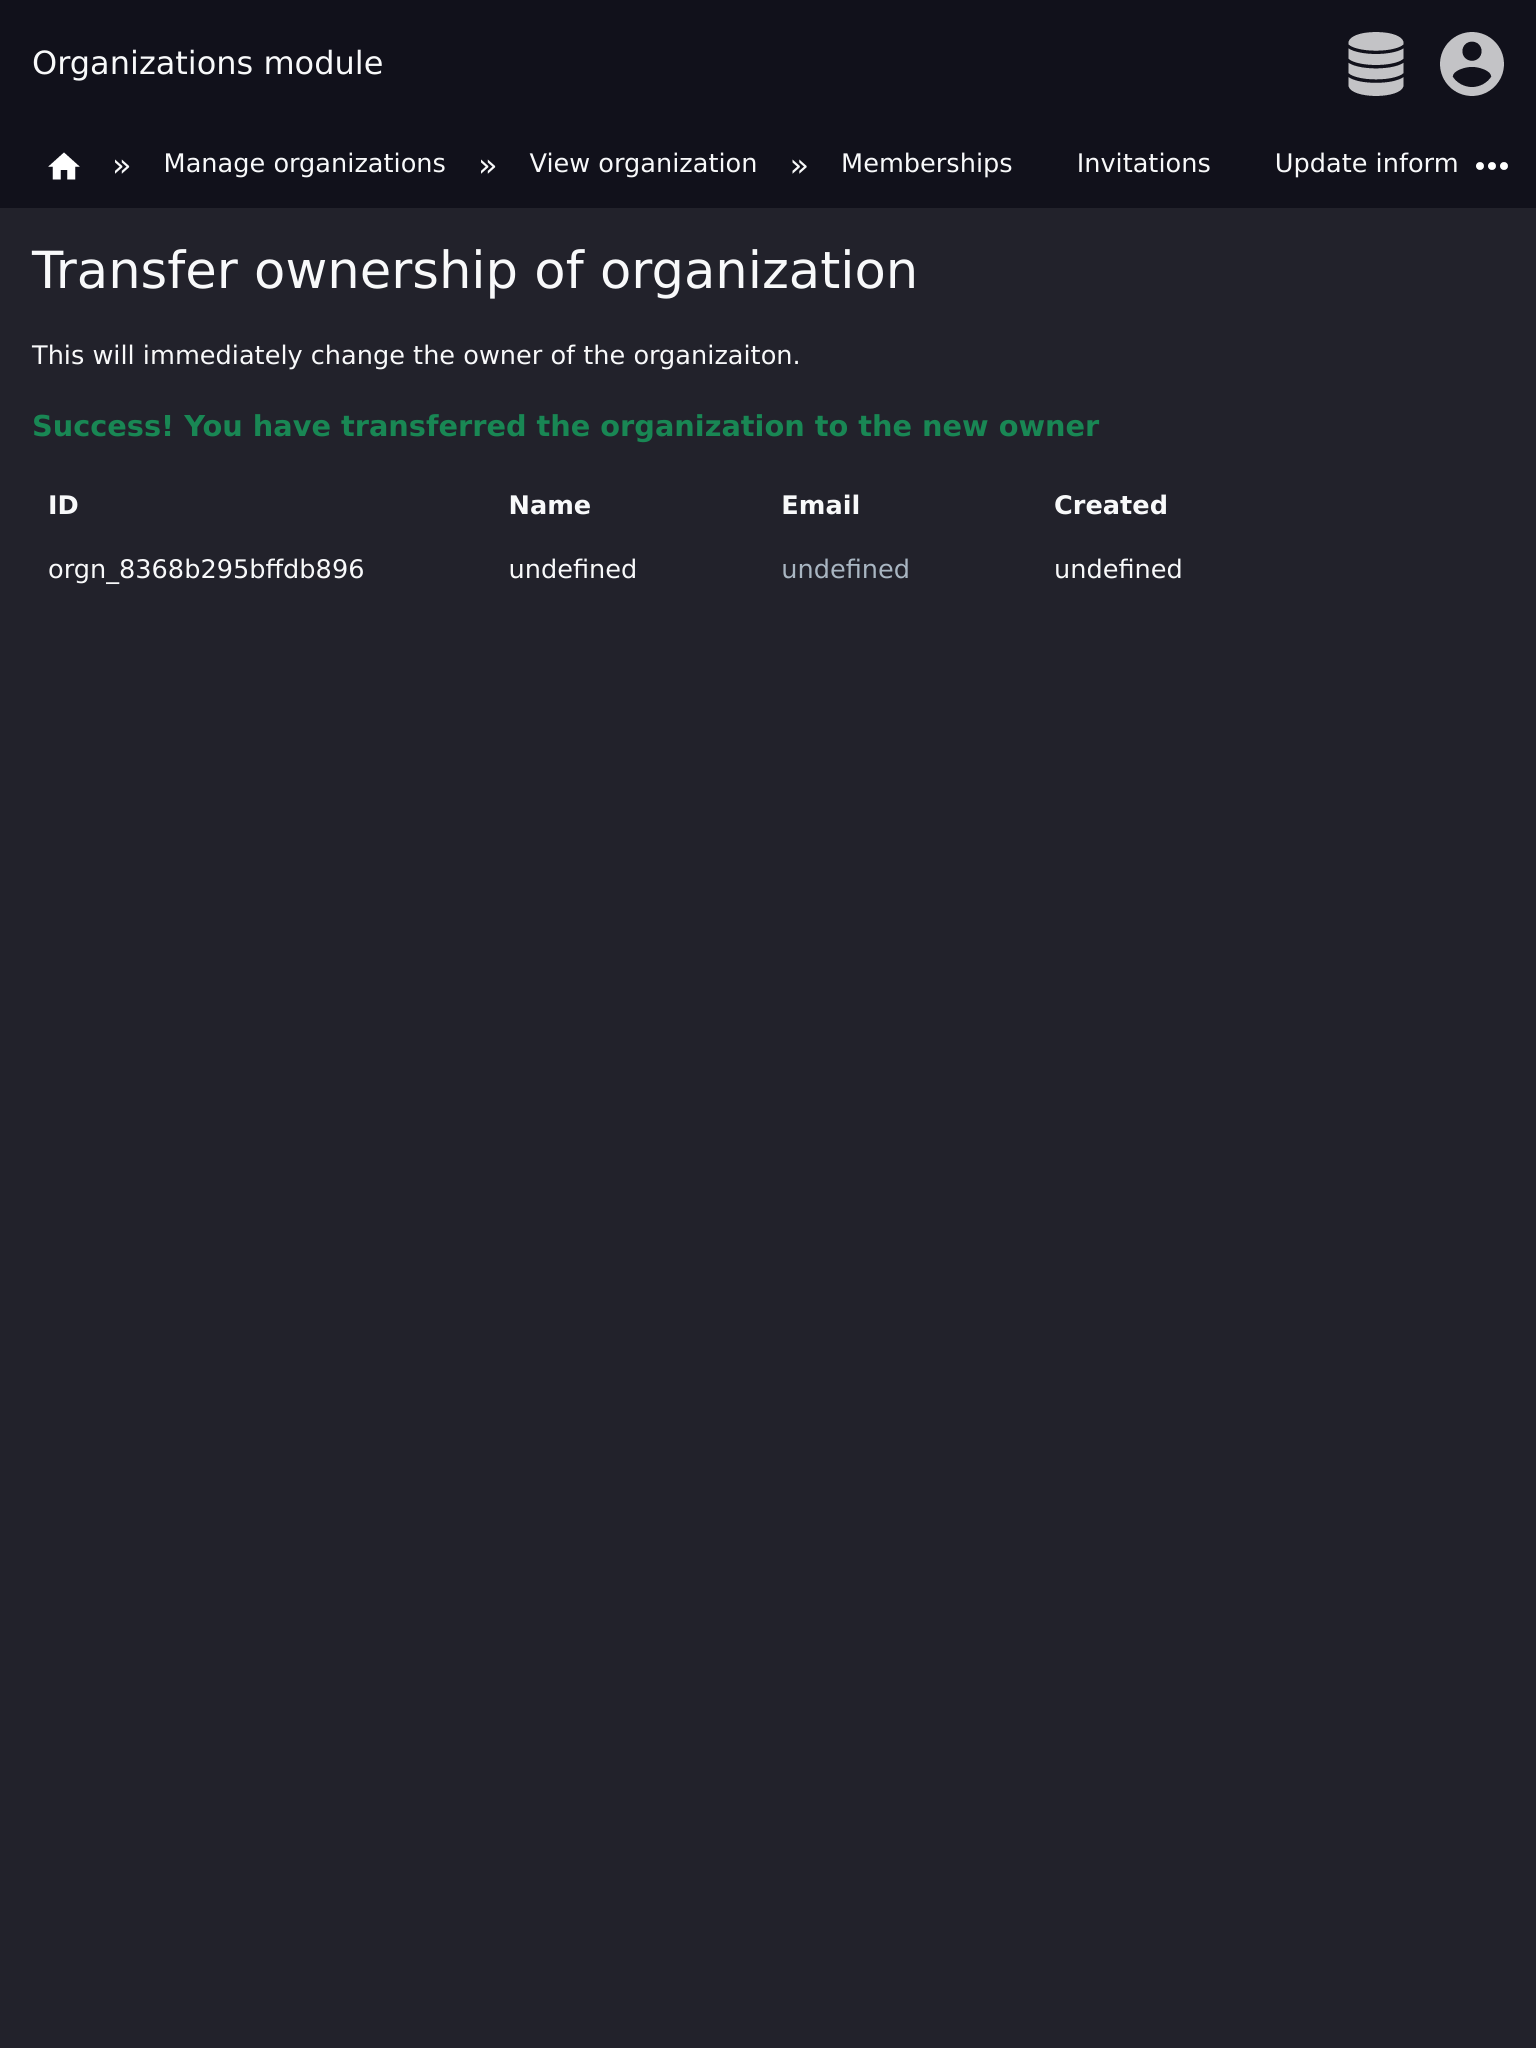 Organizations module
» Manage organizations » View organization » Memberships Invitations Update inform •••
Transfer ownership of organization
This will immediately change the owner of the organizaiton.
Success! You have transferred the organization to the new owner
ID Name Email Created
orgn_8368b295bffdb896 undefined undefined undefined